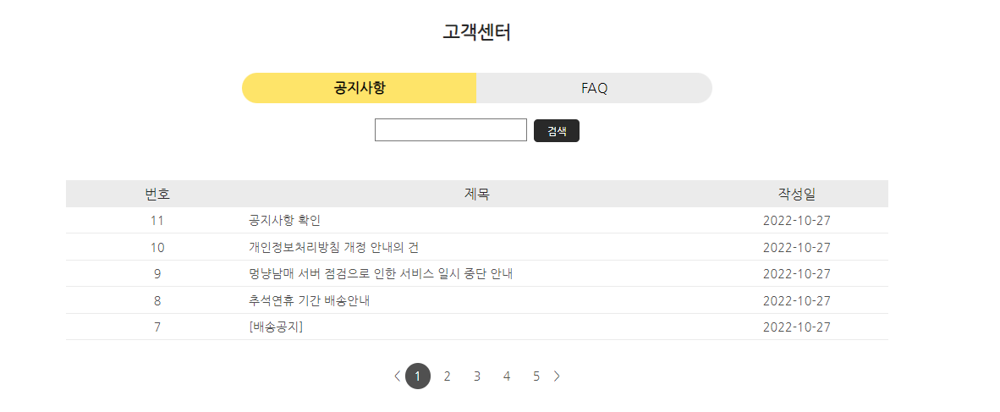 고객센터
공지사항 FAQ
검색
번호 제목 작성일
11 공지사항 확인 2022-10-27
10 개인정보처리방침 개정 안내의 건 2022-10-27
9 멍냥남매 서버 점검으로 인한 서비스 일시 중단 안내 2022-10-27
8 추석연휴 기간 배송안내 2022-10-27
7 [배송공지] 2022-10-27
< 1 2 3 4 5 >